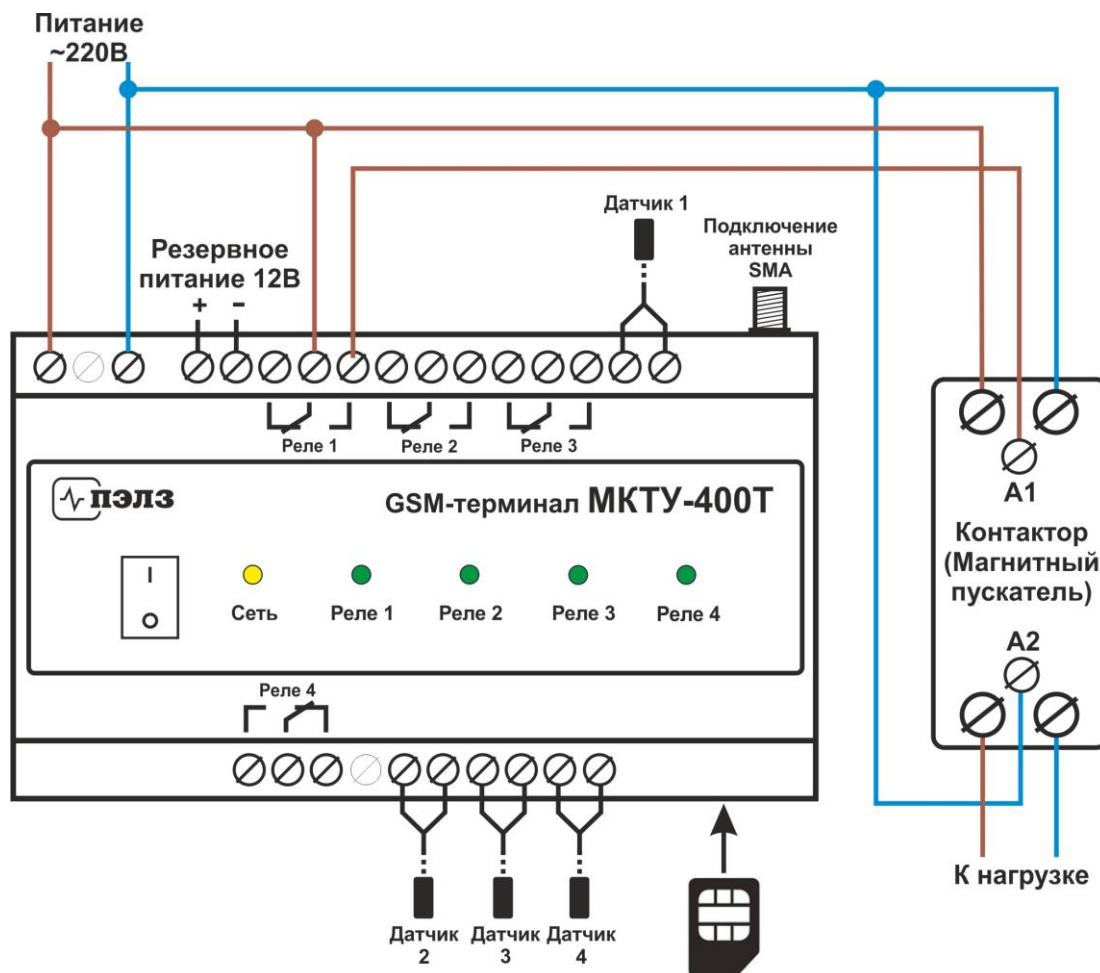 Питание
~220В
Резервное
питание 12В
+ -
Датчик 1
Подключение
антенны
SMA
Реле 1
Реле 2
Реле 3
пэлз
GSM-терминал МКТУ-400Т
I
O
Сеть
Реле 1
Реле 2
Реле 3
Реле 4
Реле 4
Датчик
2
Датчик
3
Датчик
4
A1
Контактор
(Магнитный
пускатель)
A2
К нагрузке